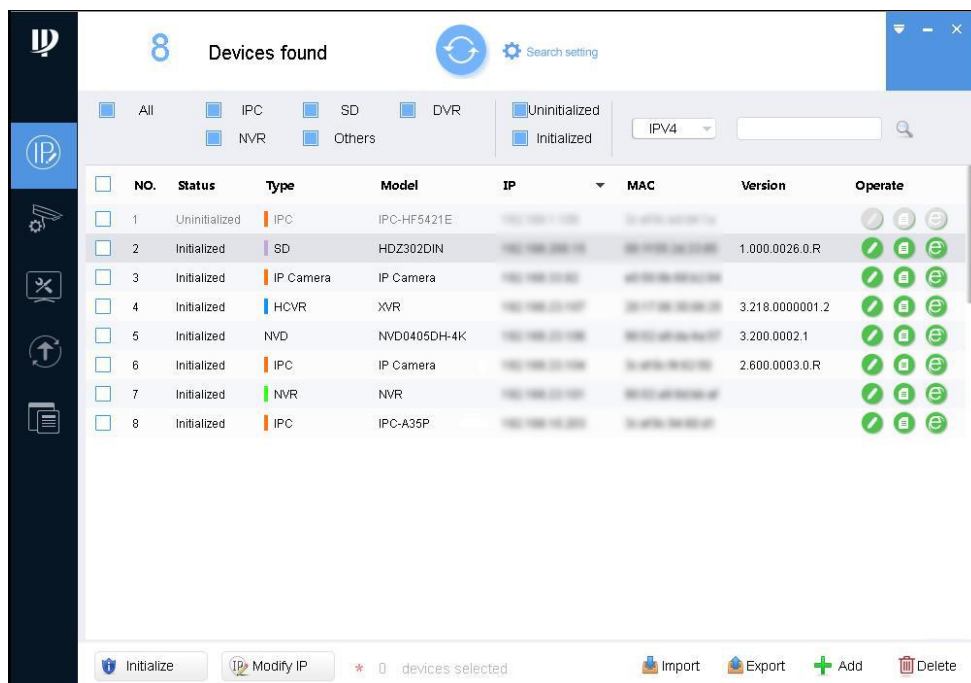 8 Devices found Search setting
All IPC SD DVR Uninitialized
NVR Others Initialized IPV4
NO. Status Type Model IP MAC Version Operate
1 Uninitialized IPC IPC-HF5421E
2 Initialized SD HDZ302DIN 1.000.0026.0.R
3 Initialized IP Camera IP Camera
4 Initialized HCVR XVR 3.218.0000001.2
5 Initialized NVD NVD0405DH-4K 3.200.0002.1
6 Initialized IPC IP Camera 2.600.0003.0.R
7 Initialized NVR NVR
8 Initialized IPC IPC-A35P
Initialize Modify IP * 0 devices selected Import Export Add Delete